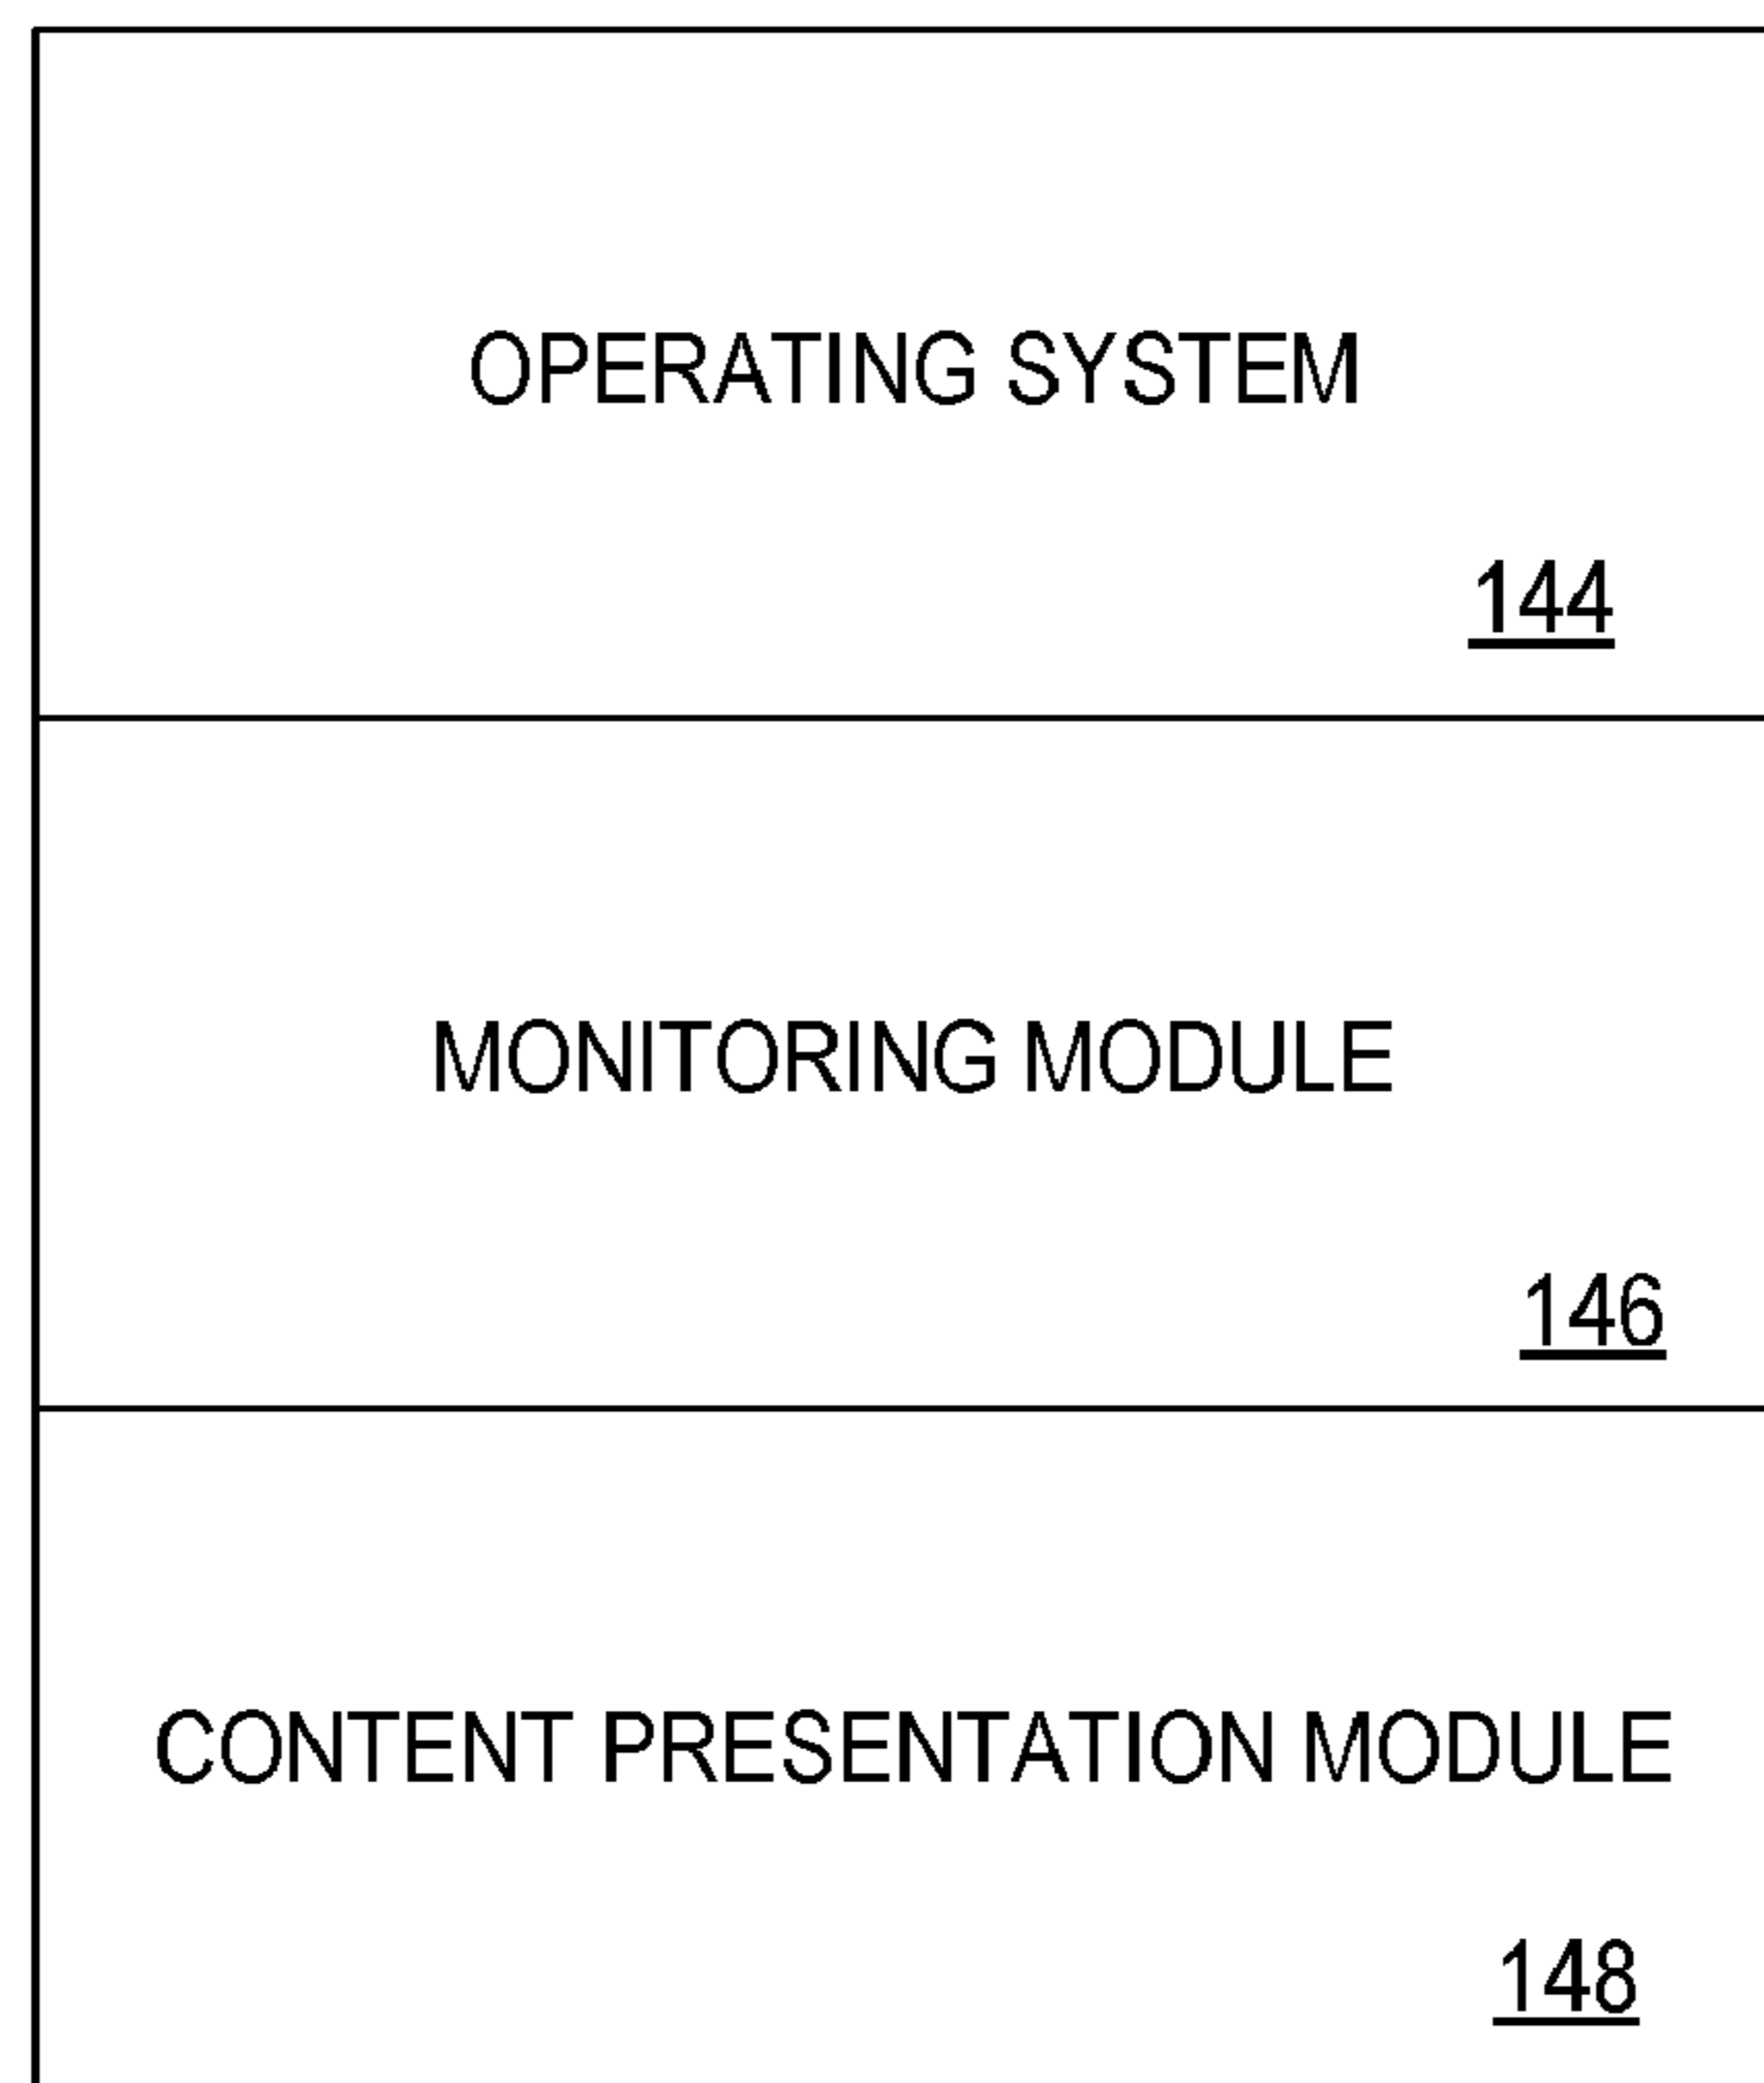 OPERATING SYSTEM
144
MONITORING MODULE
146
CONTENT PRESENTATION MODULE
148